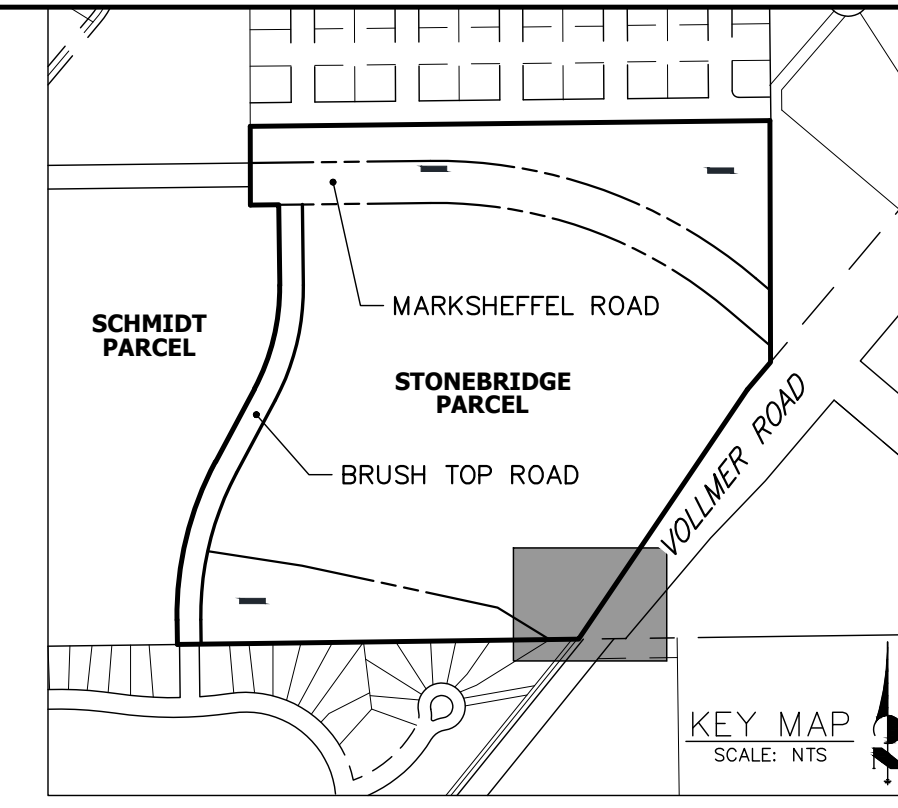 MARKSHEFFEL ROAD
SCHMIDT
PARCEL
STONEBRIDGE
PARCEL
VOLLMER ROAD
BRUSH TOP ROAD
KEY MAP
SCALE: NTS